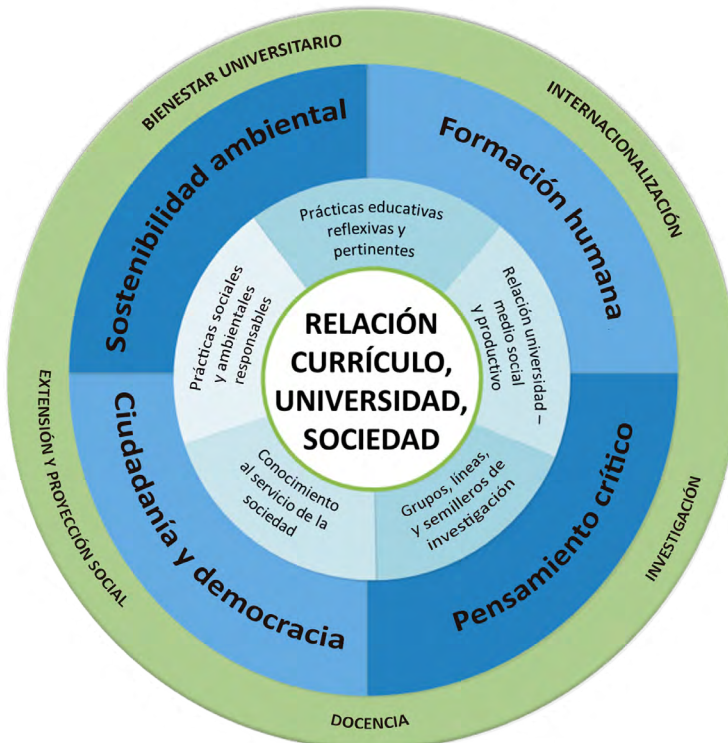 BIENESTAR UNIVERSITARIO
INTERNACIONALIZACIÓN
Sostenibilidad ambiental
Formación humana
Prácticas educativas
reflexivas y
pertinentes
Prácticas sociales
y ambientales
responsables
Relación universidad –
medio social
y productivo
RELACIÓN
CURRÍCULO,
UNIVERSIDAD,
SOCIEDAD
Conocimiento
al servicio de la
sociedad
Grupos, líneas,
y semilleros de
investigación
Ciudadanía y democracia
Pensamiento crítico
EXTENSIÓN Y PROYECCIÓN SOCIAL
INVESTIGACIÓN
DOCENCIA